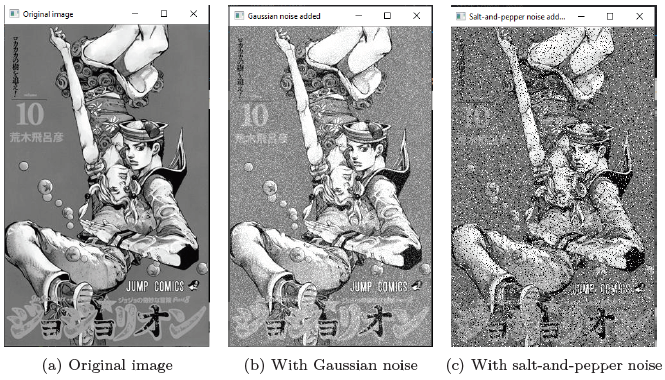 Original image
Gaussian noise added
Salt-and-pepper noise add...
10
荒木飛呂彦
JUMP COMICS
ジョジョリオン
10
荒木飛呂彦
JUMP COMICS
ジョジョリオン
10
JUMP COMICS
ジョジョリオン
(a) Original image
(b) With Gaussian noise
(c) With salt-and-pepper noise